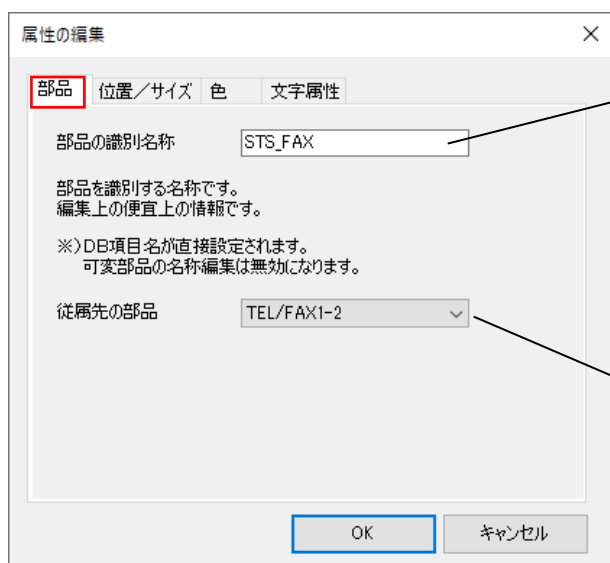 属性の編集
部品 位置／サイズ 色 文字属性
部品の識別名称 STS_FAX
部品を識別する名称です。
編集上の便宜上の情報です。
※）DB項目名が直接設定されます。
可変部品の名称編集は無効になります。
従属先の部品 TEL/FAX1-2
OK キャンセル